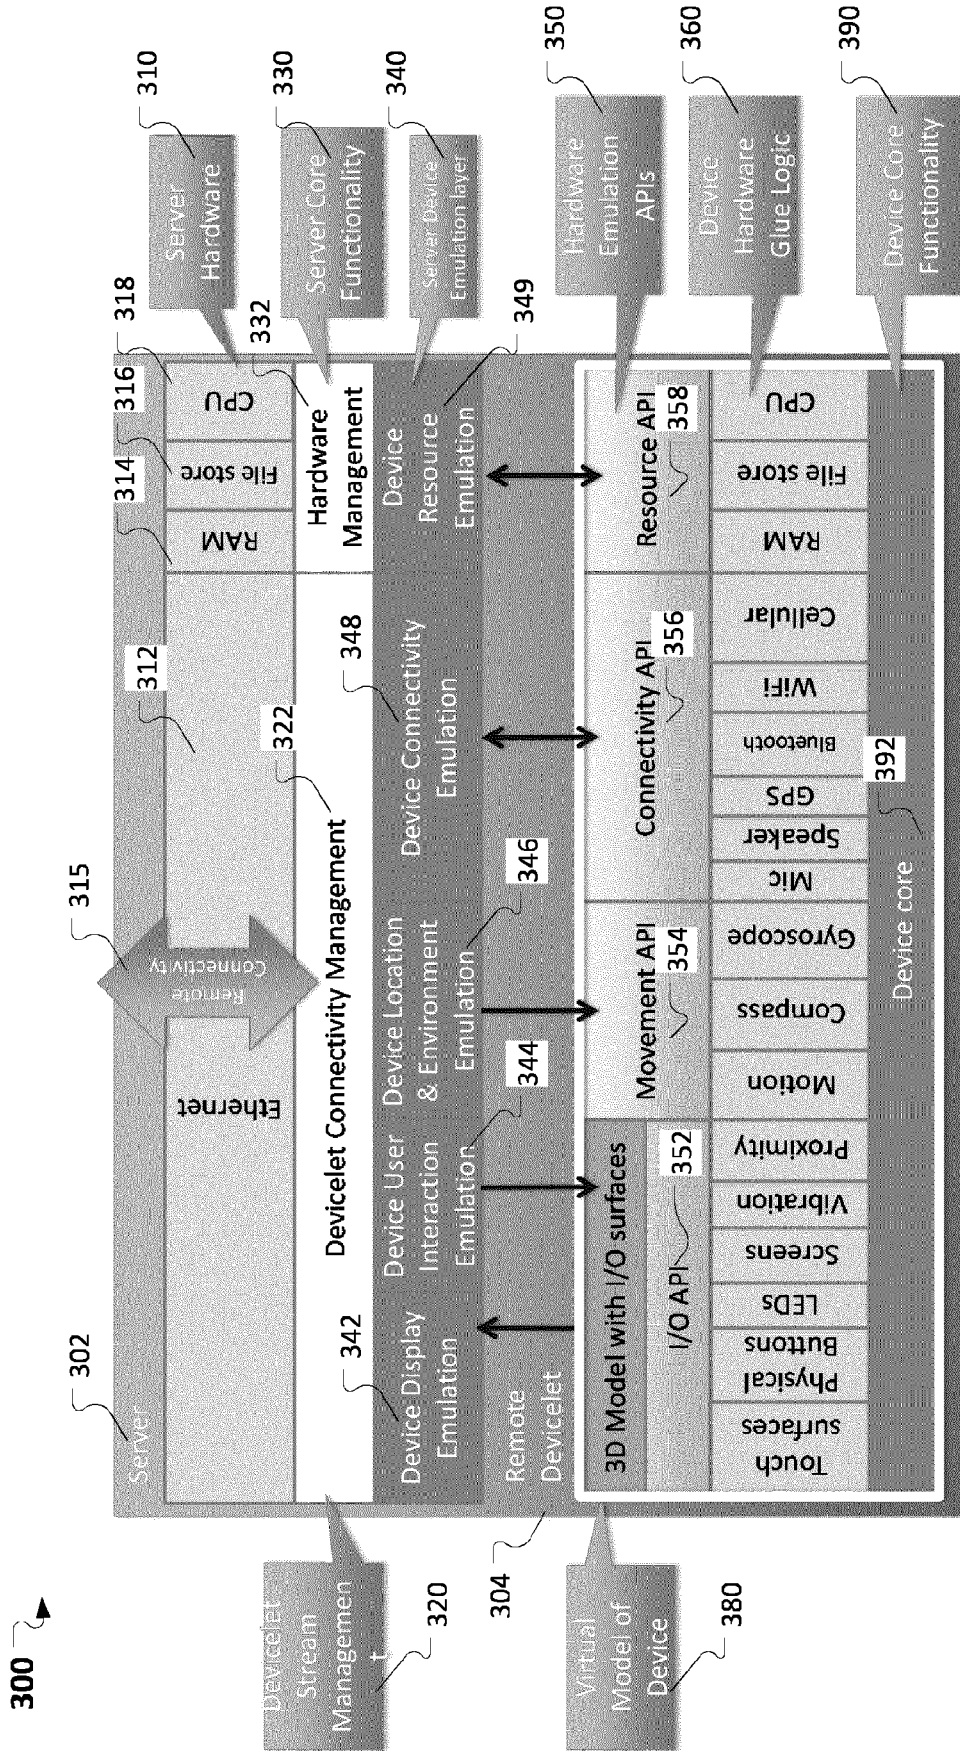 300
302
Server
315
Remote
Connectivity
312
314
316
318
310
Server
Hardware
Ethernet
RAM
File store
CPU
332
330
Server Core
Functionality
322
Devicelet Connectivity Management
Hardware
Management
Devicelet
Stream
Managemen
t
320
340
Server Device
Emulation layer
342
Device Display
Emulation
Device User
Interaction
Emulation
344
Device Location
& Environment
Emulation
346
348
Device Connectivity
Emulation
Device
Resource
Emulation
349
Remote
Devicelet
304
350
Hardware
Emulation
APIs
3D Model with I/O surfaces
I/O API
352
Movement API
354
Connectivity API
356
Resource API
358
Virtual
Model of
Device
380
360
Device
Hardware
Glue Logic
Touch
surfaces
Physical
Buttons
LEDs
Screens
Vibration
Proximity
Motion
Compass
Gyroscope
Mic
Speaker
GPS
Bluetooth
WiFi
Cellular
RAM
File store
CPU
390
Device Core
Functionality
392
Device core